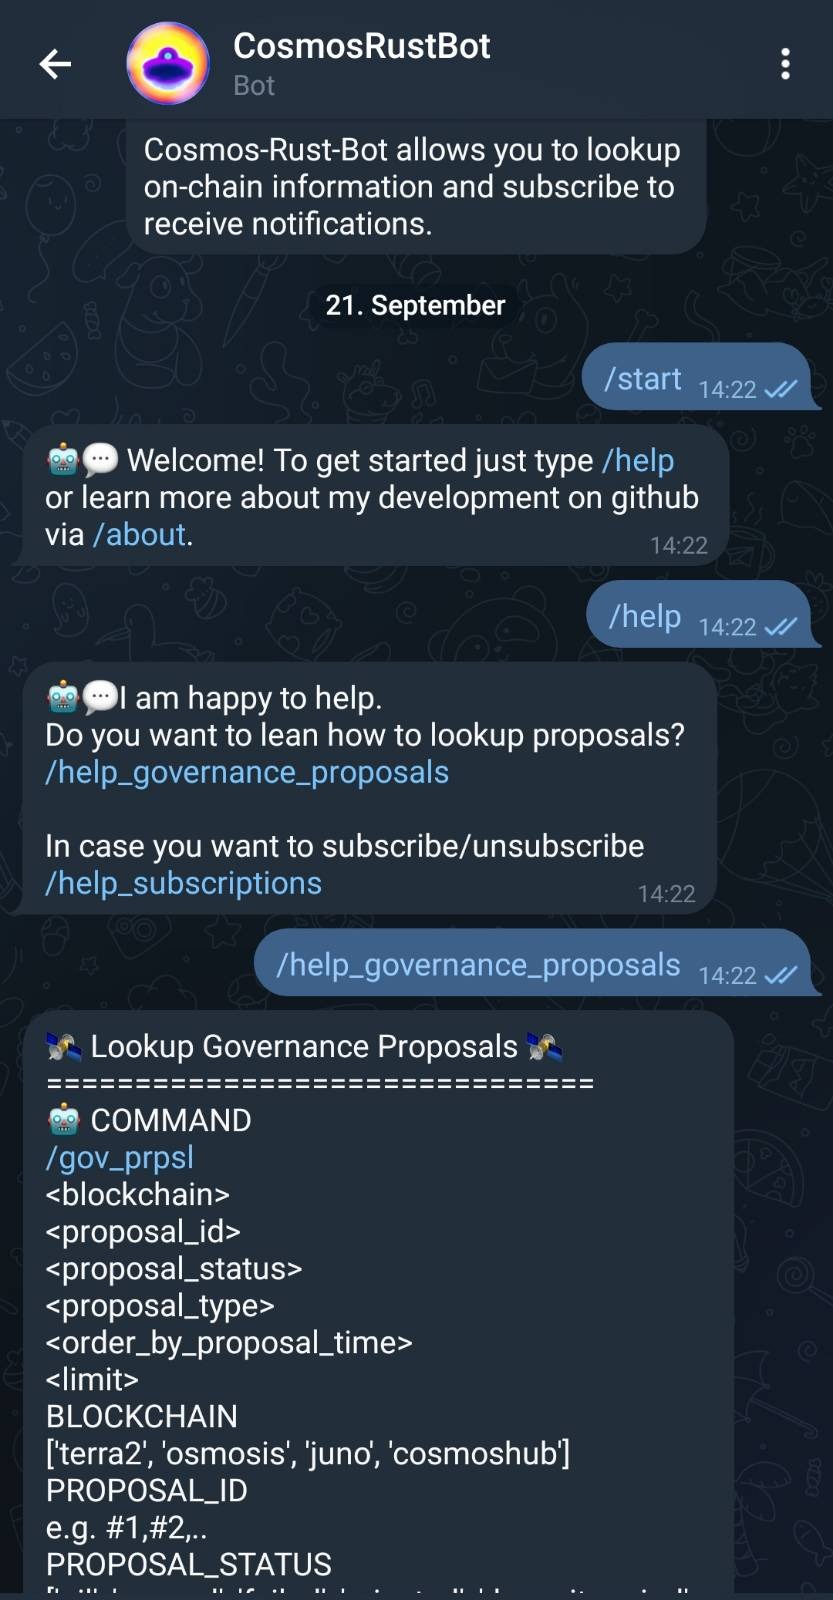 CosmosRustBot
Bot
Cosmos-Rust-Bot allows you to lookup
on-chain information and subscribe to
receive notifications.
21. September
/start 14:22
🤖💬 Welcome! To get started just type /help
or learn more about my development on github
via /about.
14:22
/help 14:22
🤖💬I am happy to help.
Do you want to lean how to lookup proposals?
/help_governance_proposals
In case you want to subscribe/unsubscribe
/help_subscriptions
14:22
/help_governance_proposals 14:22
🛰 Lookup Governance Proposals 🛰
===============================
🤖 COMMAND
/gov_prpsl
<blockchain>
<proposal_id>
<proposal_status>
<proposal_type>
<order_by_proposal_time>
<limit>
BLOCKCHAIN
['terra2', 'osmosis', 'juno', 'cosmoshub']
PROPOSAL_ID
e.g. #1,#2,..
PROPOSAL_STATUS